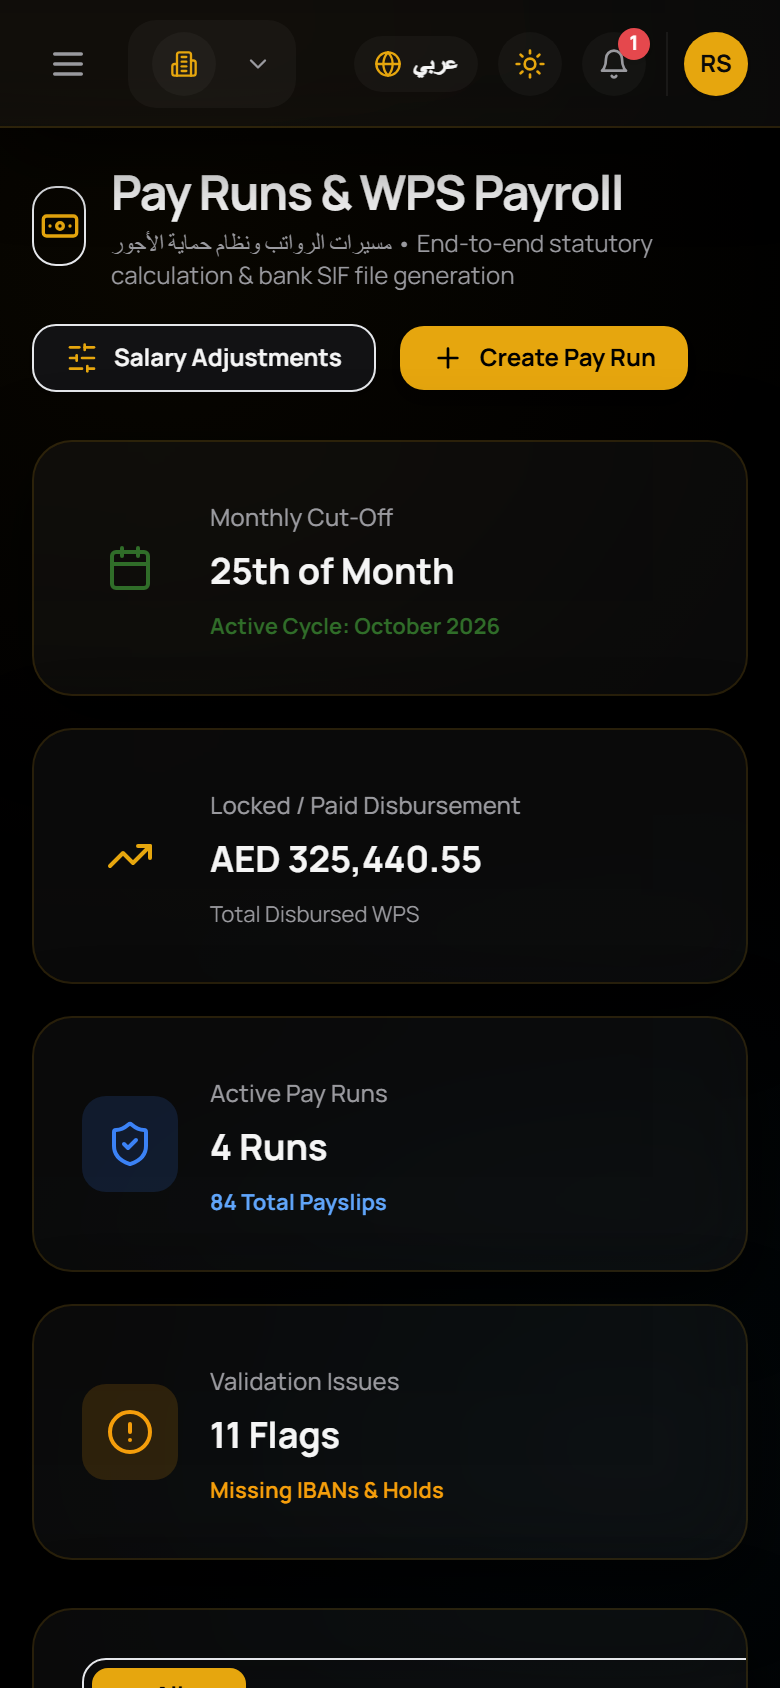 عربي
1
RS
Pay Runs & WPS Payroll
مسيرات الرواتب ونظام حماية الأجور • End-to-end statutory
calculation & bank SIF file generation
Salary Adjustments
Create Pay Run
Monthly Cut-Off
25th of Month
Active Cycle: October 2026
Locked / Paid Disbursement
AED 325,440.55
Total Disbursed WPS
Active Pay Runs
4 Runs
84 Total Payslips
Validation Issues
11 Flags
Missing IBANs & Holds